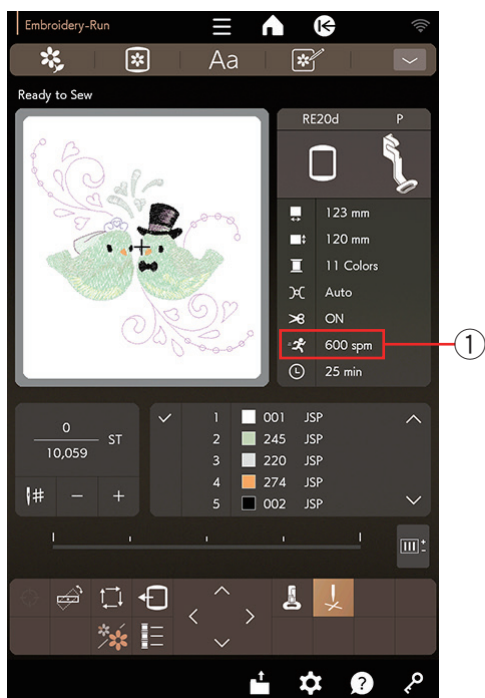 Embroidery-Run
Aa
Ready to Sew
RE20d P
123 mm
120 mm
11 Colors
Auto
ON
600 spm
25 min
1
0
10,059
ST
#
− +
1 001 JSP
2 245 JSP
3 220 JSP
4 274 JSP
5 002 JSP
?